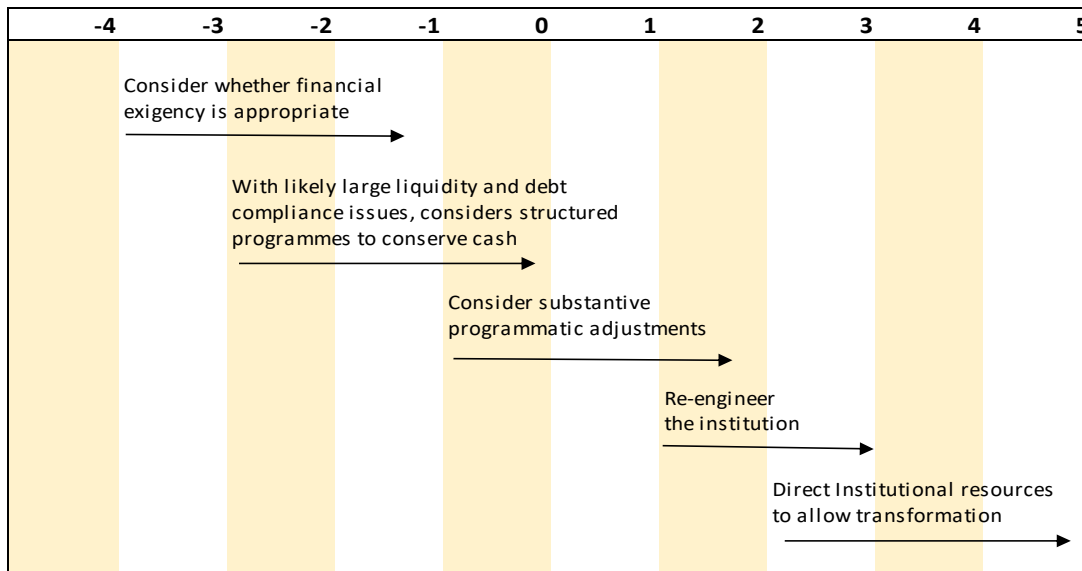 -4 -3 -2 -1 0 1 2 3 4 5
Consider whether financial
exigency is appropriate
With likely large liquidity and debt
compliance issues, considers structured
programmes to conserve cash
Consider substantive
programmatic adjustments
Re-engineer
the institution
Direct Institutional resources
to allow transformation